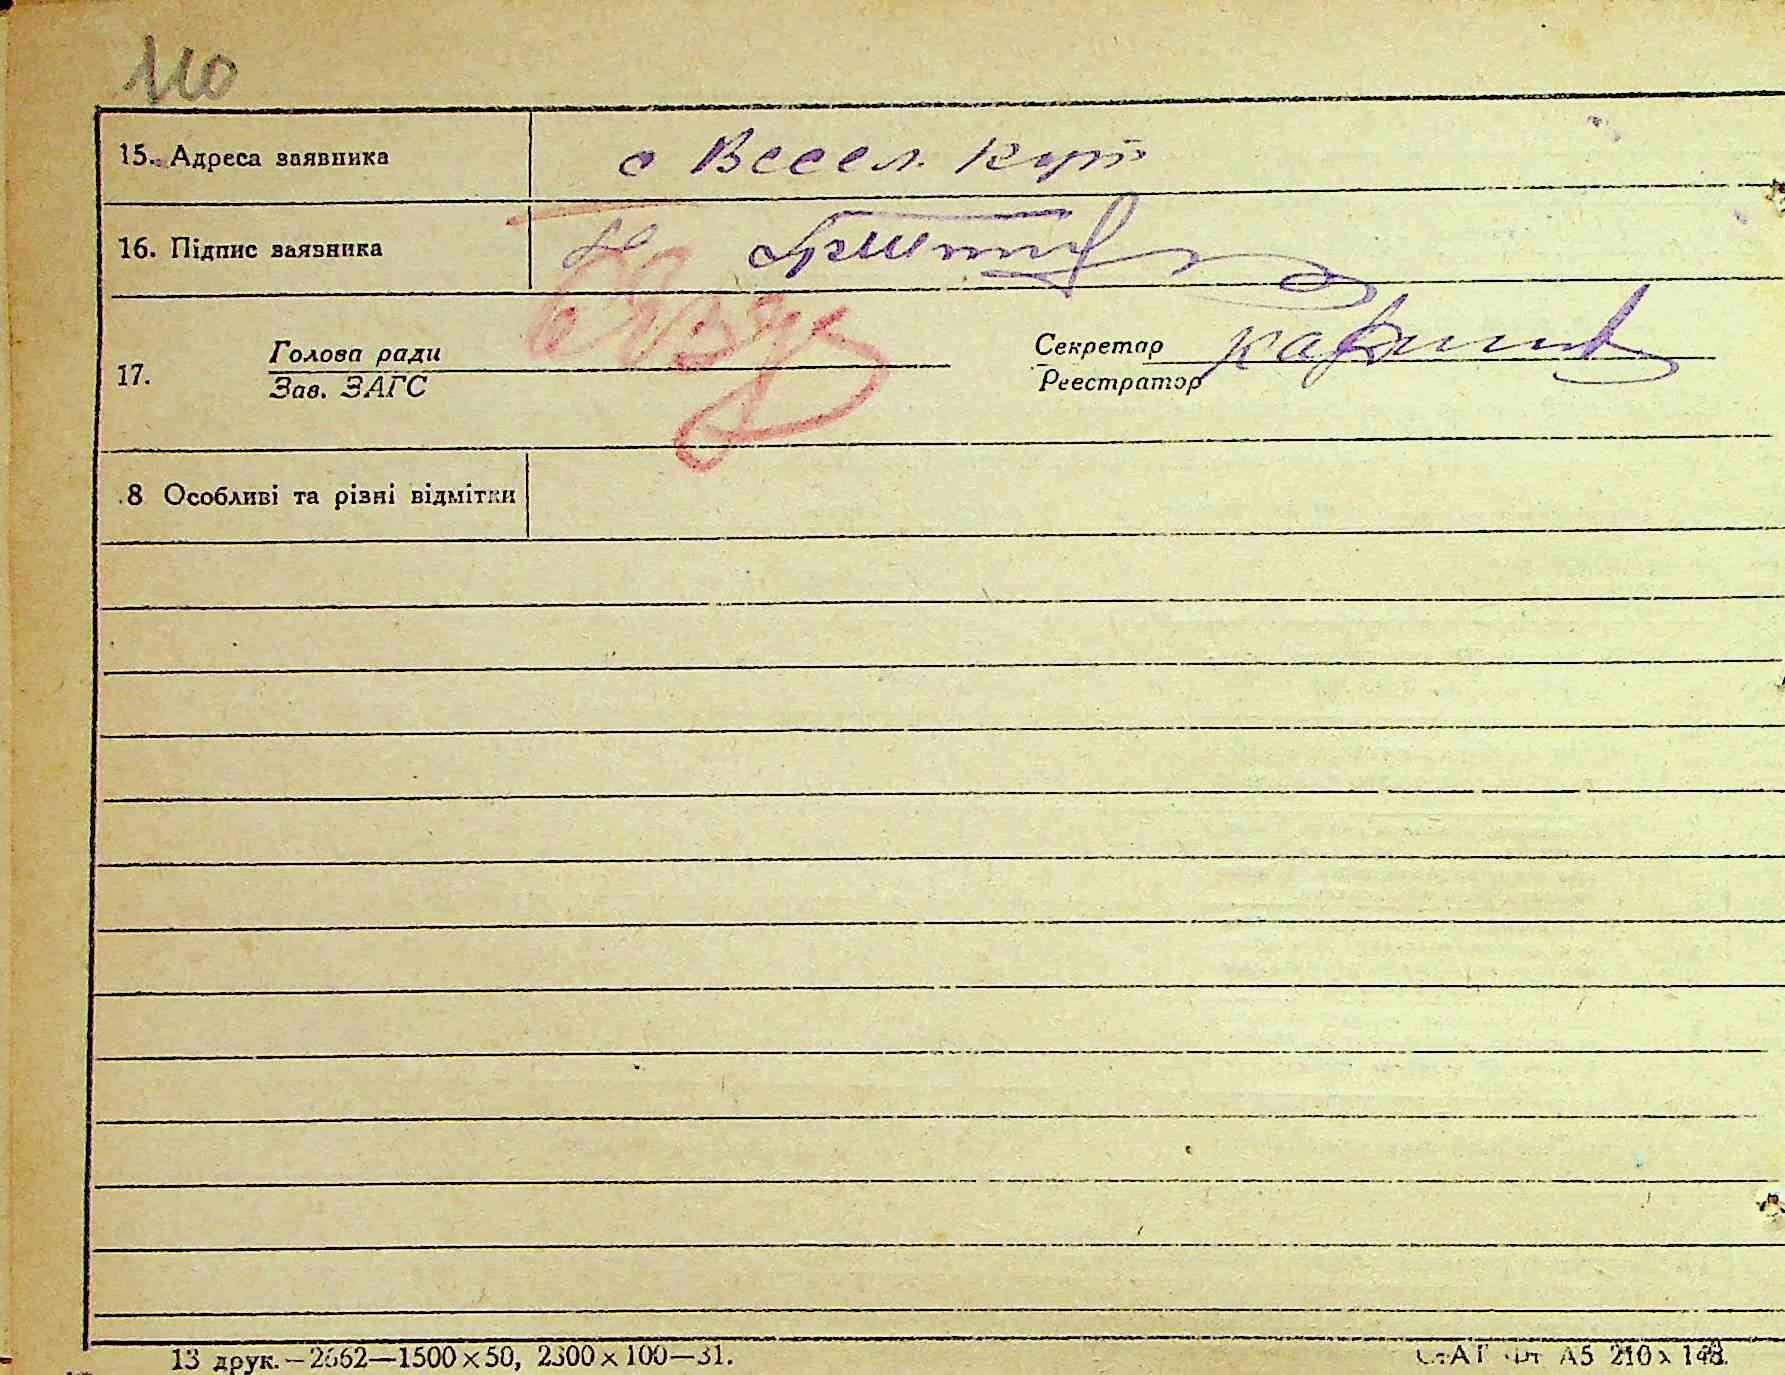 110
15. Адреса заявника с Весел. Кут
16. Підпис заявника
17. Голова ради
Зав. ЗАГС
Секретар
Реєстратор
8 Особливі та різні відмітки
13 друк.—2662—1500×50, 2300×100—31.
А5 210 х 148.